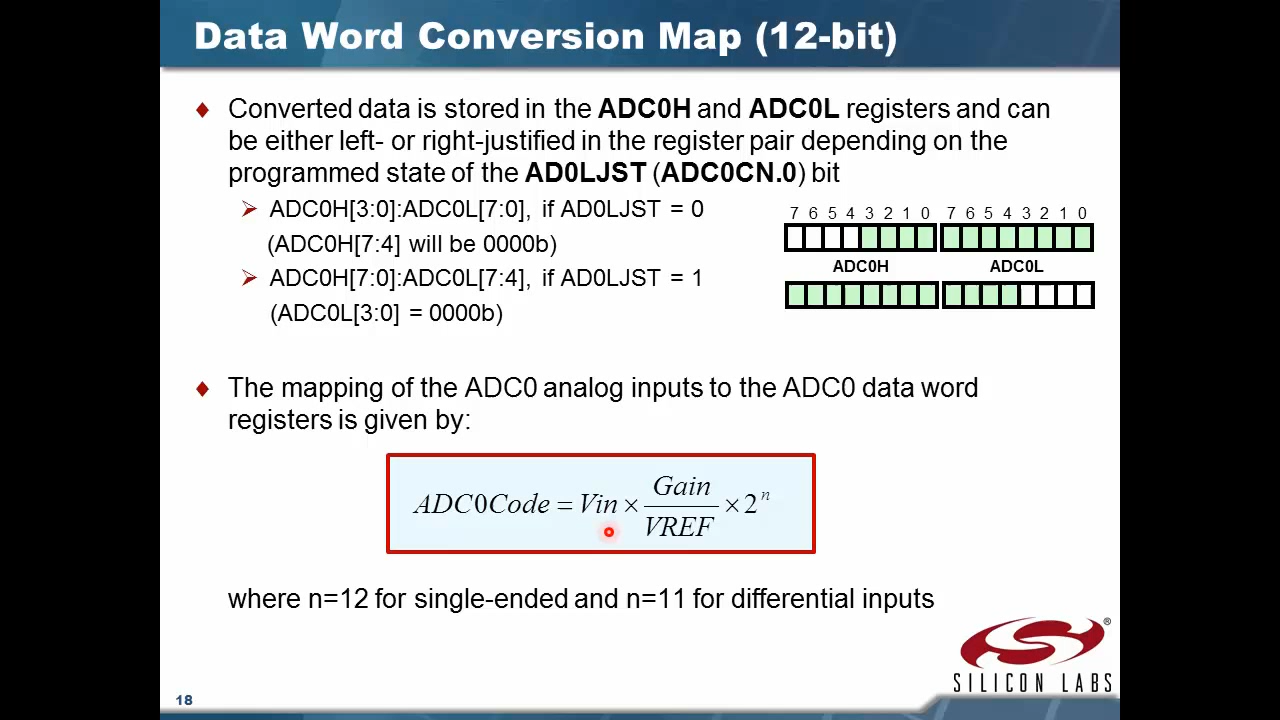 Data Word Conversion Map (12-bit)
Converted data is stored in the ADC0H and ADC0L registers and can
be either left- or right-justified in the register pair depending on the
programmed state of the AD0LJST (ADC0CN.0) bit
ADC0H[3:0]:ADC0L[7:0], if AD0LJST = 0
(ADC0H[7:4] will be 0000b)
ADC0H[7:0]:ADC0L[7:4], if AD0LJST = 1
(ADC0L[3:0] = 0000b)
7 6 5 4 3 2 1 0 7 6 5 4 3 2 1 0
ADC0H ADC0L
The mapping of the ADC0 analog inputs to the ADC0 data word
registers is given by:
ADC0Code = Vin × Gain / VREF × 2^n
where n=12 for single-ended and n=11 for differential inputs
SILICON LABS
®
18